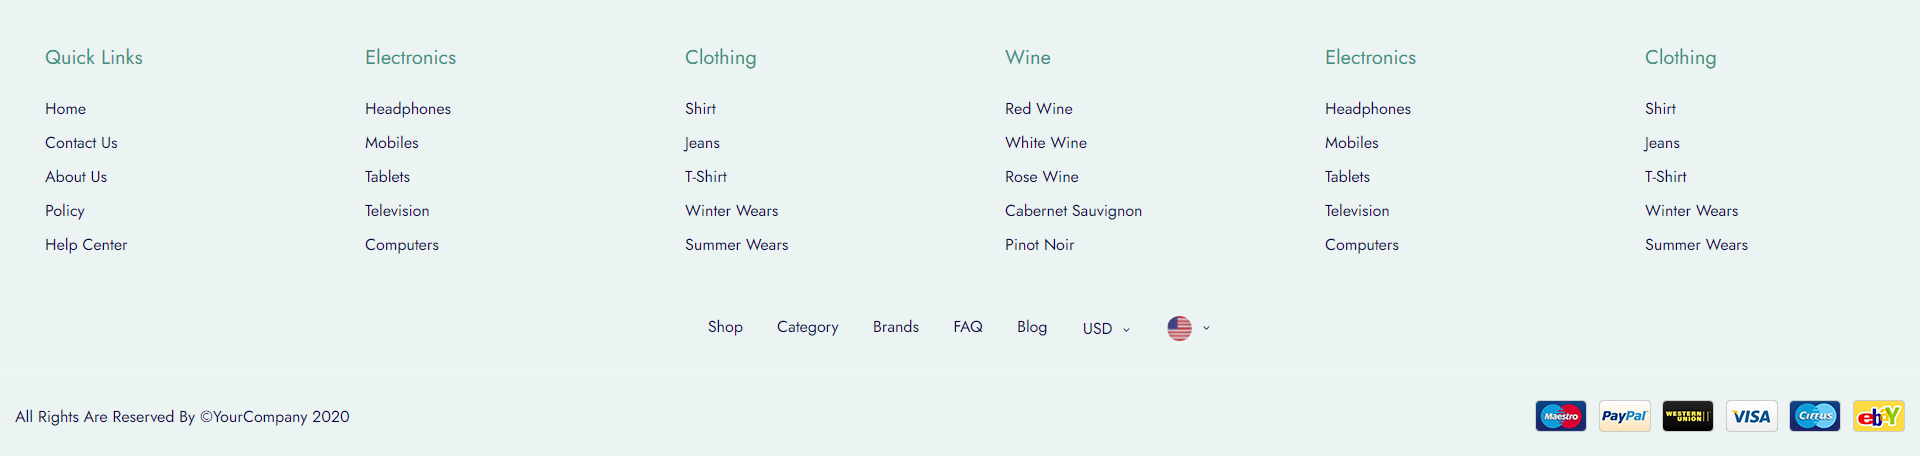 Quick Links
Home
Contact Us
About Us
Policy
Help Center
Electronics
Headphones
Mobiles
Tablets
Television
Computers
Clothing
Shirt
Jeans
T-Shirt
Winter Wears
Summer Wears
Wine
Red Wine
White Wine
Rose Wine
Cabernet Sauvignon
Pinot Noir
Electronics
Headphones
Mobiles
Tablets
Television
Computers
Clothing
Shirt
Jeans
T-Shirt
Winter Wears
Summer Wears
Shop Category Brands FAQ Blog USD
All Rights Are Reserved By ©YourCompany 2020
Maestro
PayPal
WESTERN
UNION
VISA
Cirrus
ebY